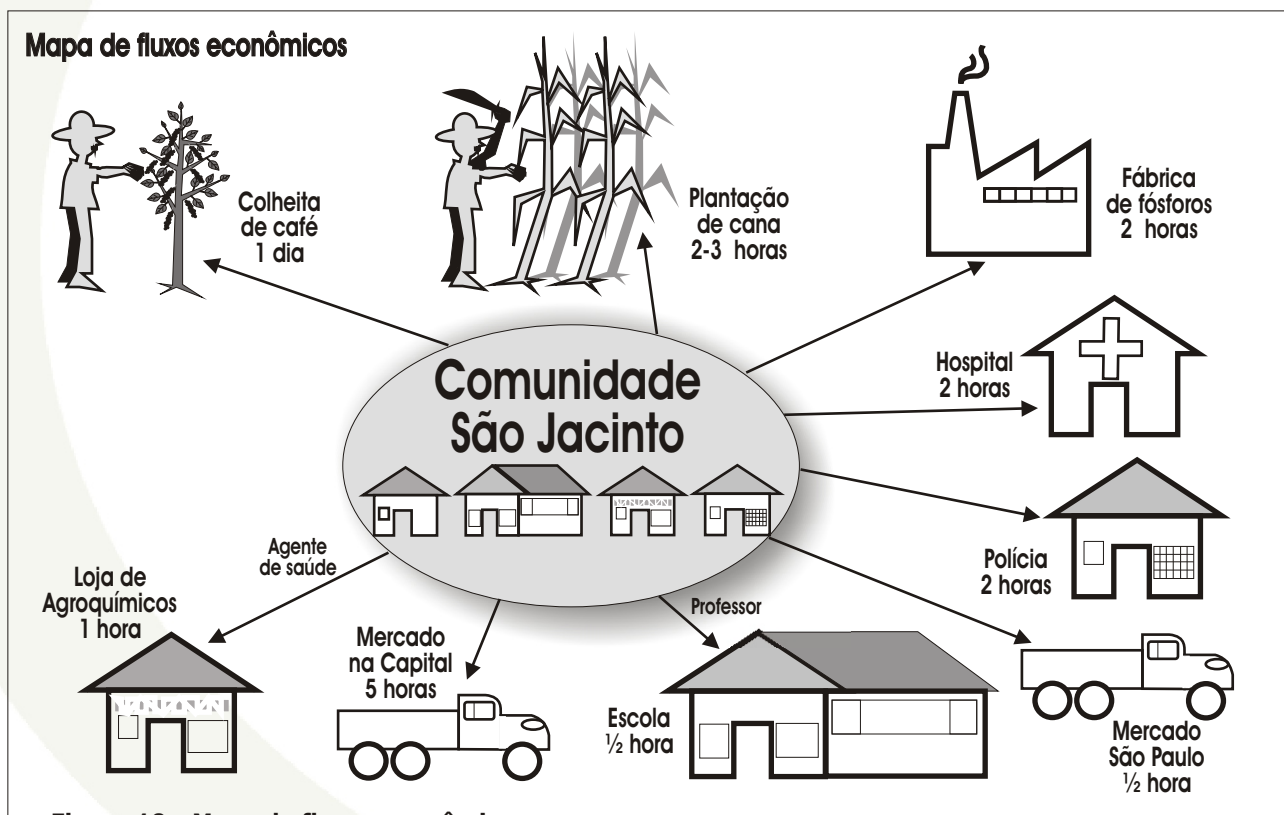 Mapa de fluxos econômicos
Colheita
de café
1 dia
Plantação
de cana
2-3 horas
Fábrica
de fósforos
2 horas
Comunidade
São Jacinto
Hospital
2 horas
Polícia
2 horas
Agente
de saúde
Loja de
Agroquímicos
1 hora
Mercado
na Capital
5 horas
Professor
Escola
½ hora
Mercado
São Paulo
½ hora